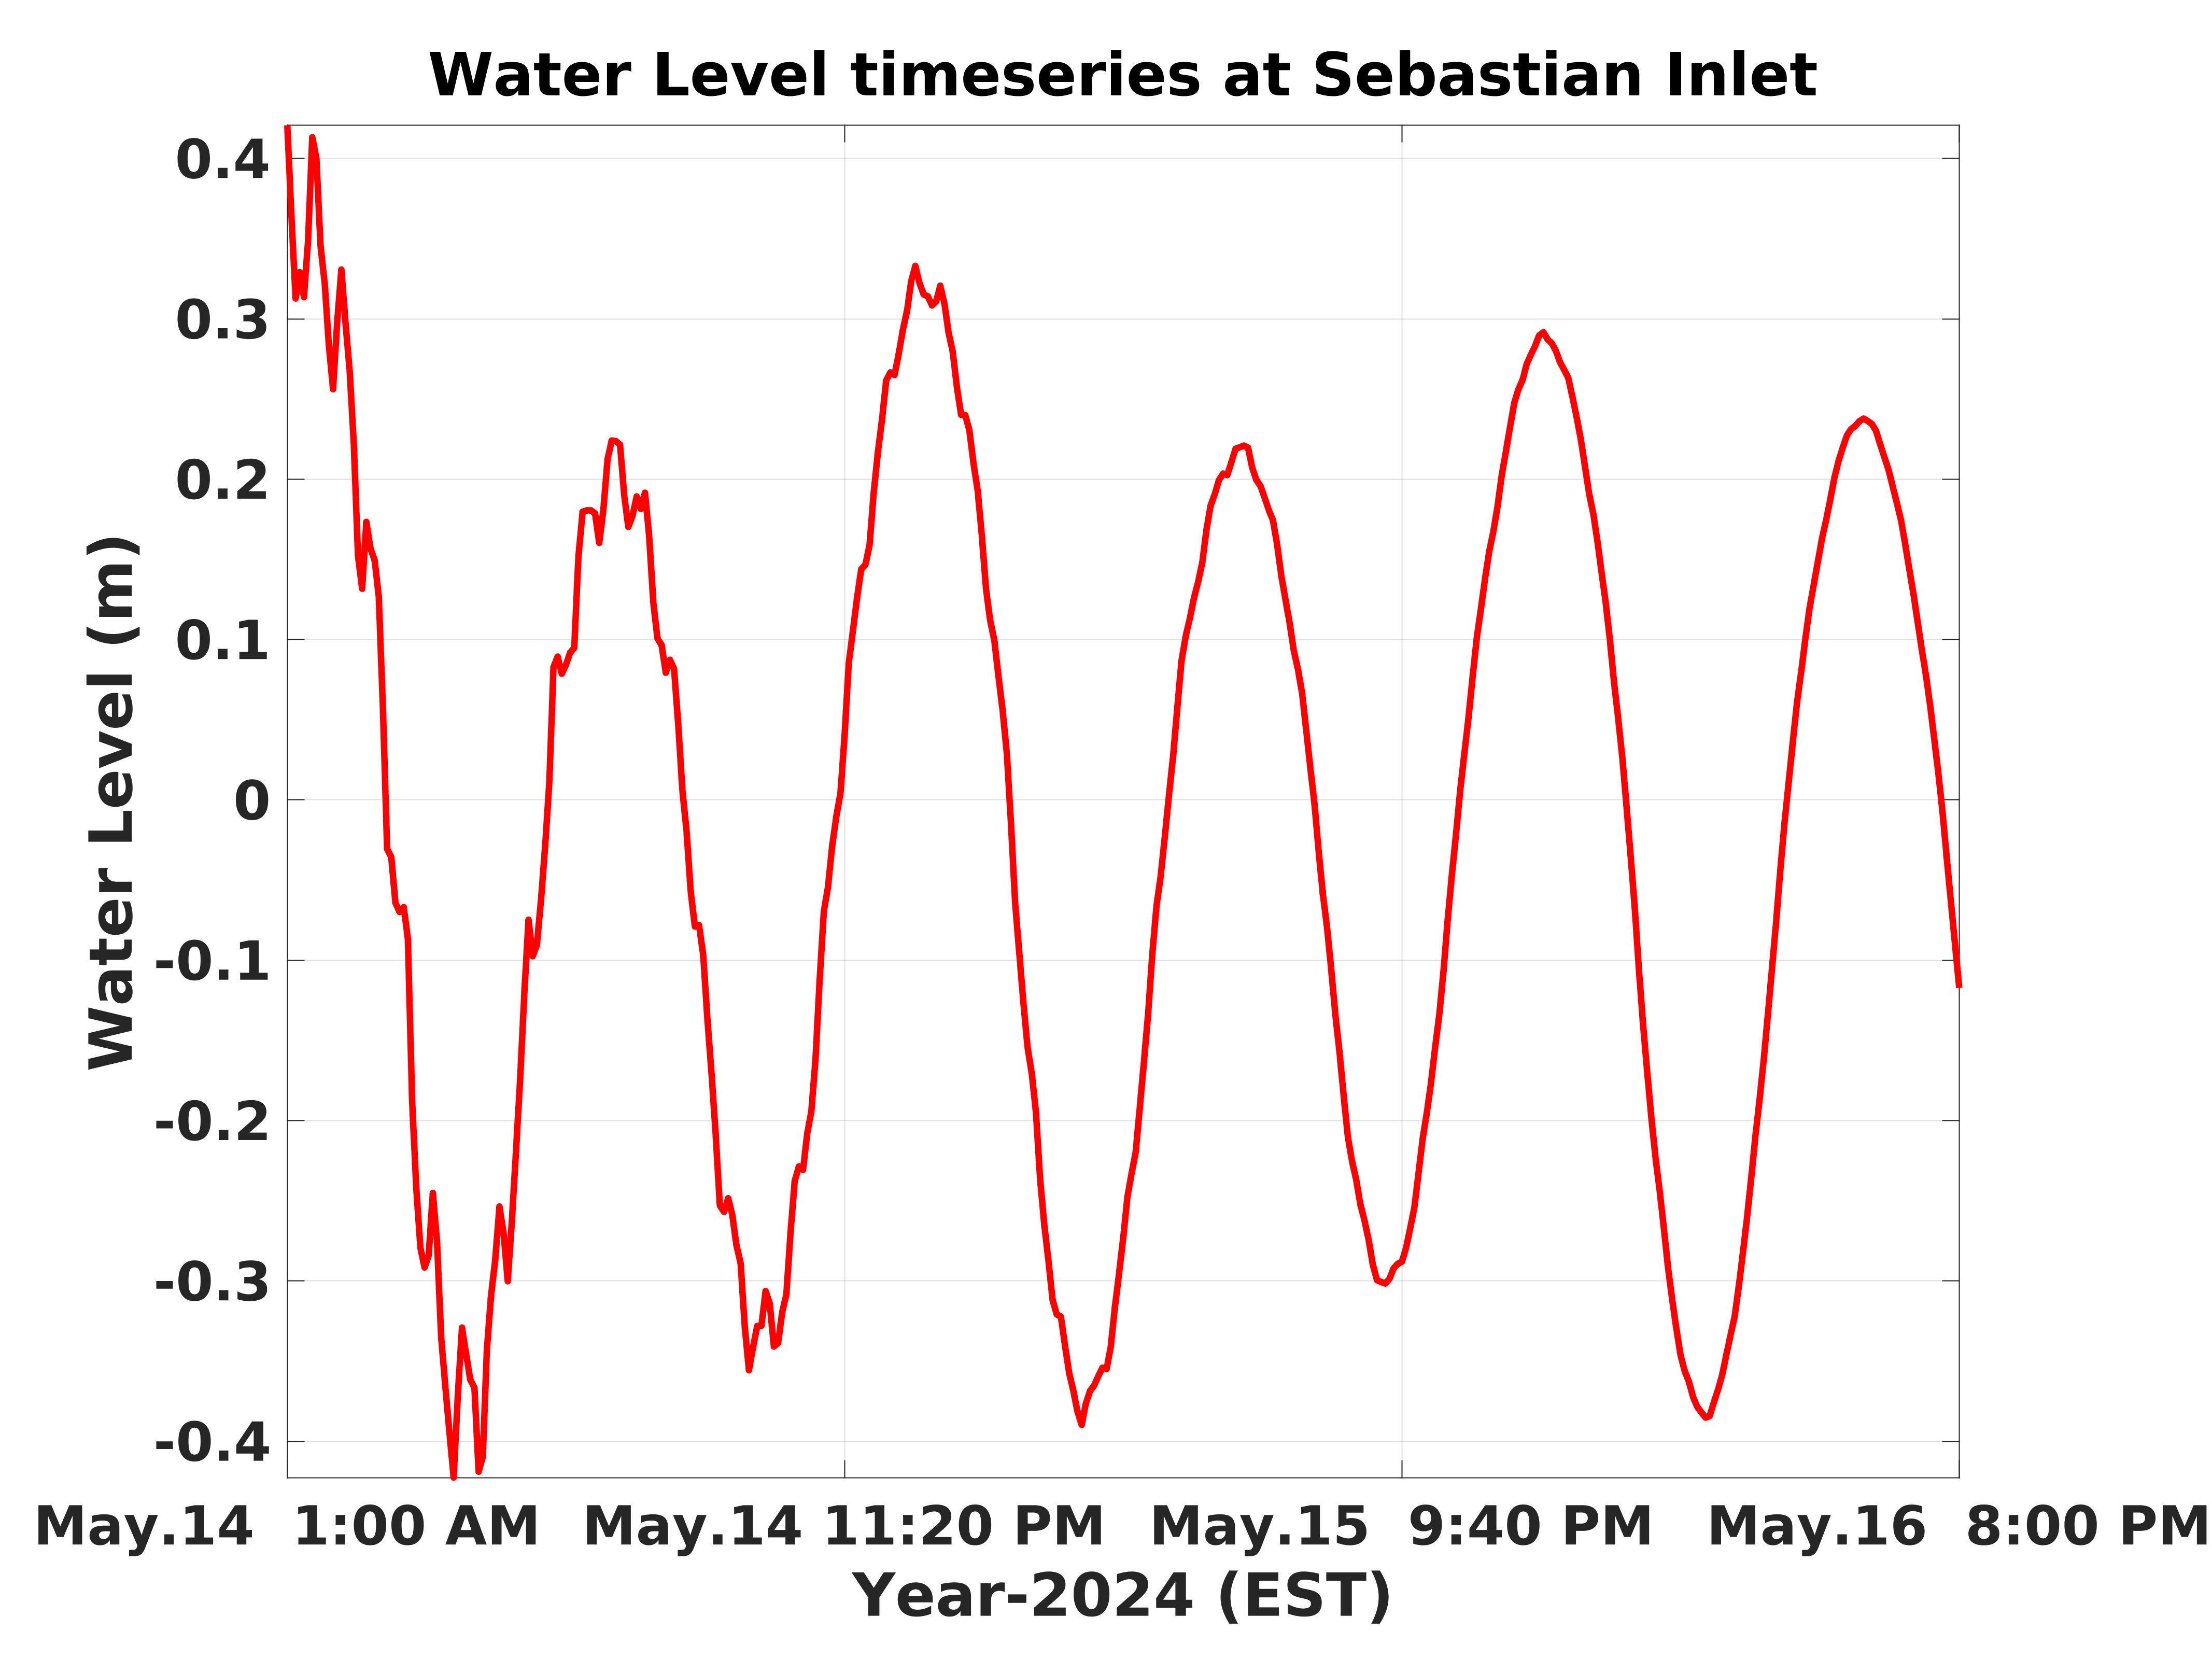 Water Level timeseries at Sebastian Inlet
Water Level (m)
0.4
0.3
0.2
0.1
0
-0.1
-0.2
-0.3
-0.4
May.14 1:00 AM May.14 11:20 PM May.15 9:40 PM May.16 8:00 PM
Year-2024 (EST)